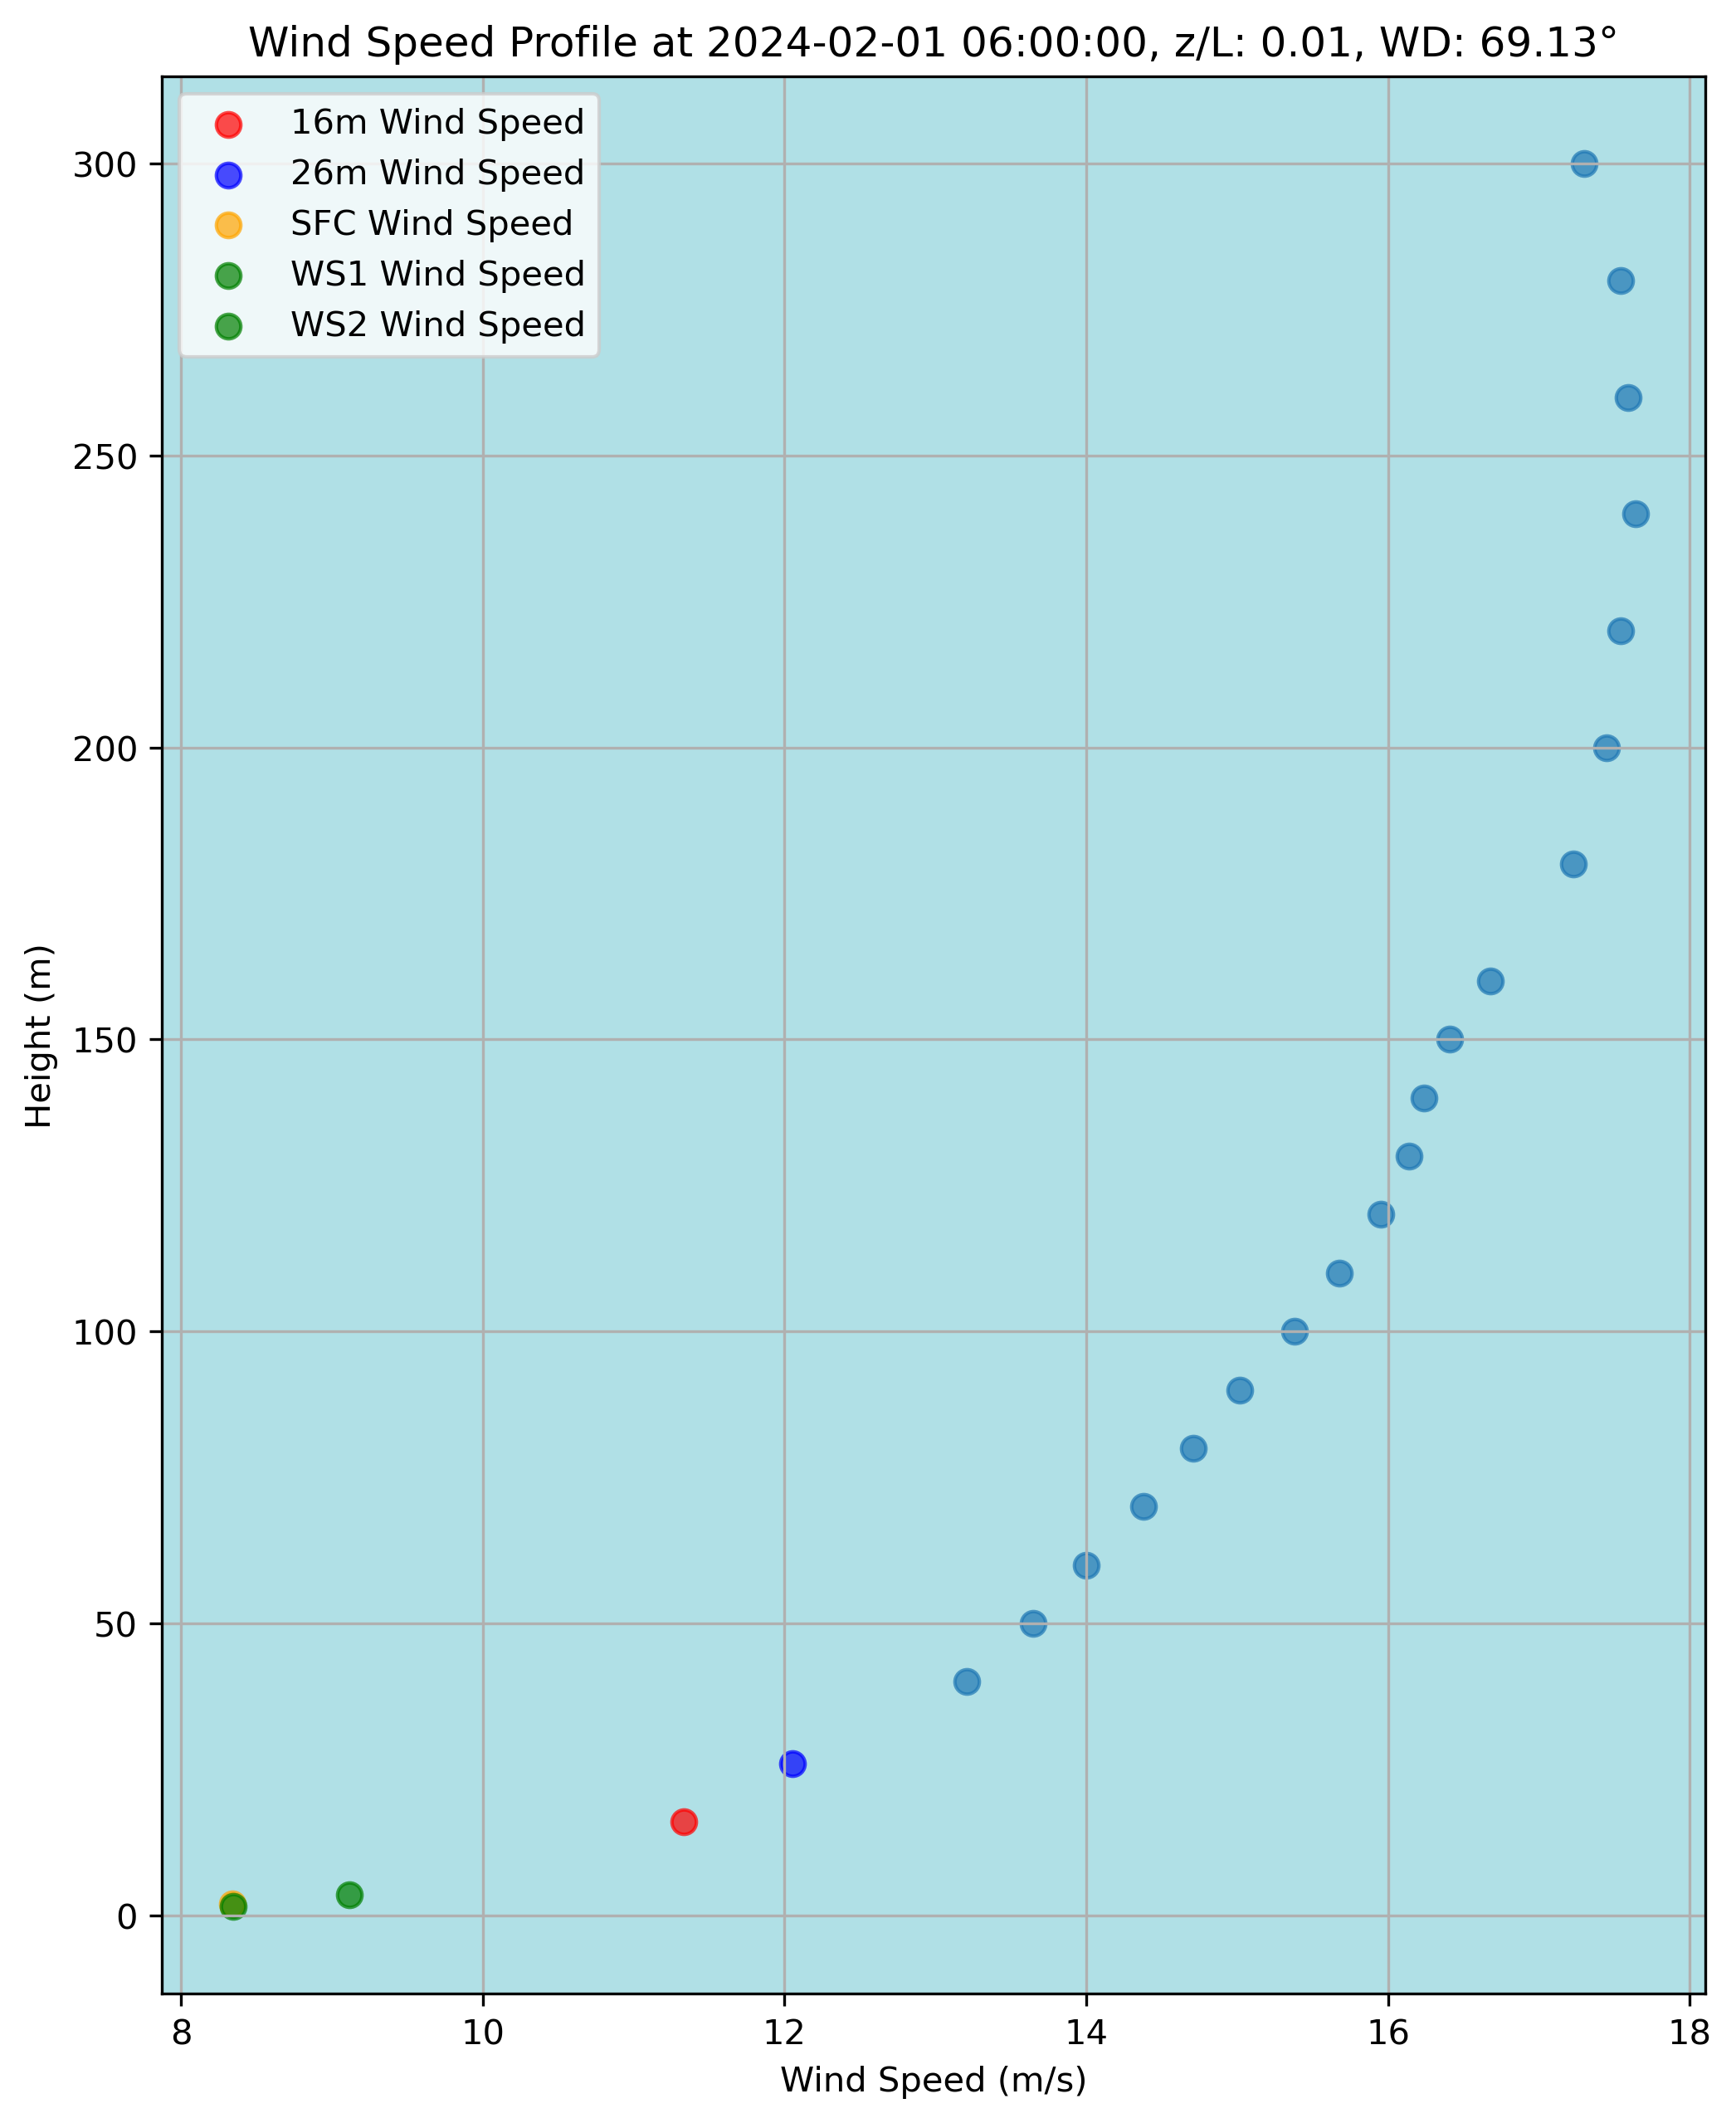 Wind Speed Profile at 2024-02-01 06:00:00, z/L: 0.01, WD: 69.13°
16m Wind Speed
26m Wind Speed
SFC Wind Speed
WS1 Wind Speed
WS2 Wind Speed
300
250
200
150
100
50
0
Height (m)
8 10 12 14 16 18
Wind Speed (m/s)